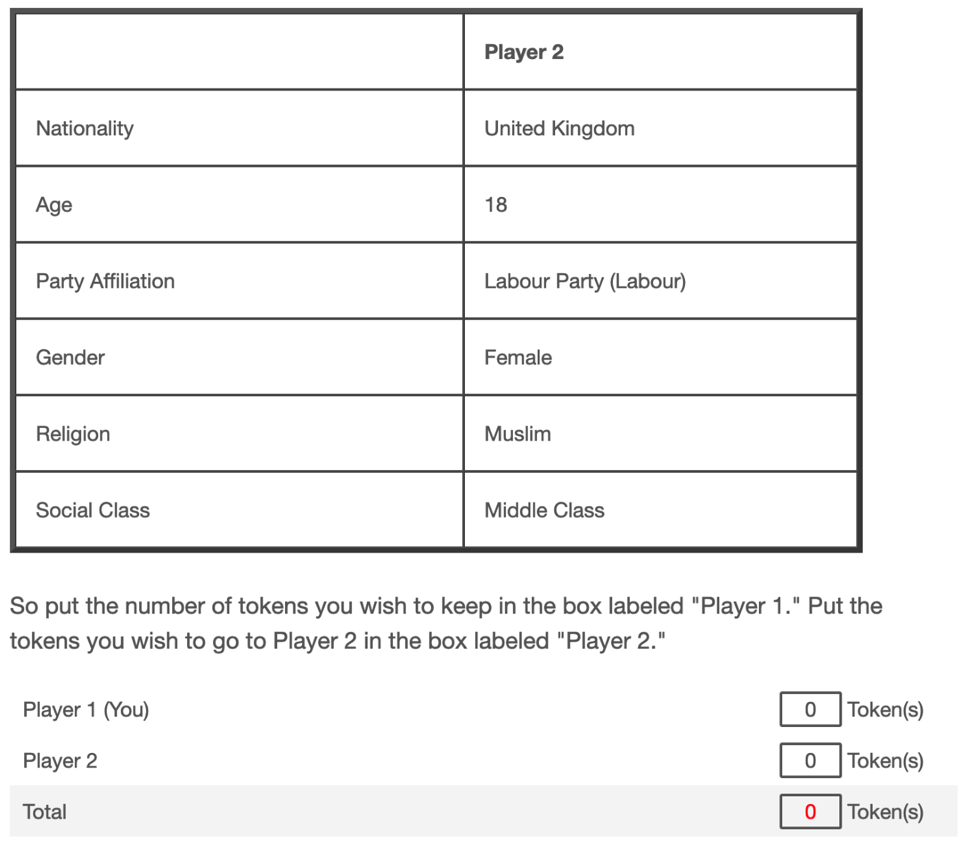 Player 2
Nationality United Kingdom
Age 18
Party Affiliation Labour Party (Labour)
Gender Female
Religion Muslim
Social Class Middle Class
So put the number of tokens you wish to keep in the box labeled "Player 1." Put the
tokens you wish to go to Player 2 in the box labeled "Player 2."
Player 1 (You) 0 Token(s)
Player 2 0 Token(s)
Total 0 Token(s)